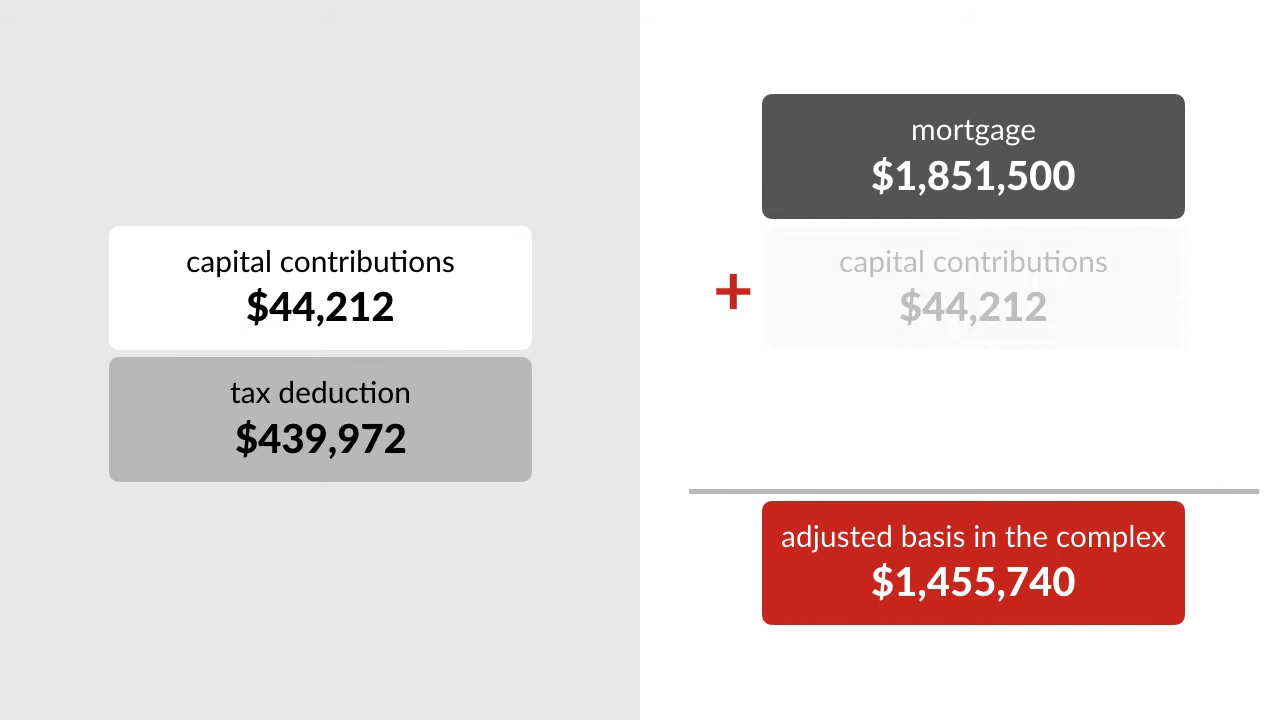 capital contributions
$44,212
tax deduction
$439,972
mortgage
$1,851,500
+
capital contributions
$44,212
adjusted basis in the complex
$1,455,740